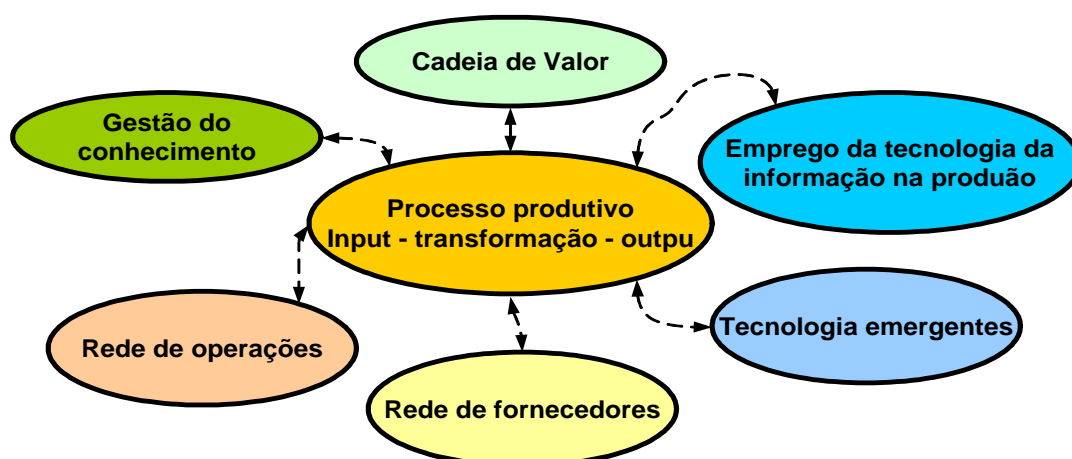 Cadeia de Valor
Gestão do
conhecimento
Emprego da tecnologia da
informação na produão
Processo produtivo
Input - transformação - outpu
Rede de operações
Tecnologia emergentes
Rede de fornecedores